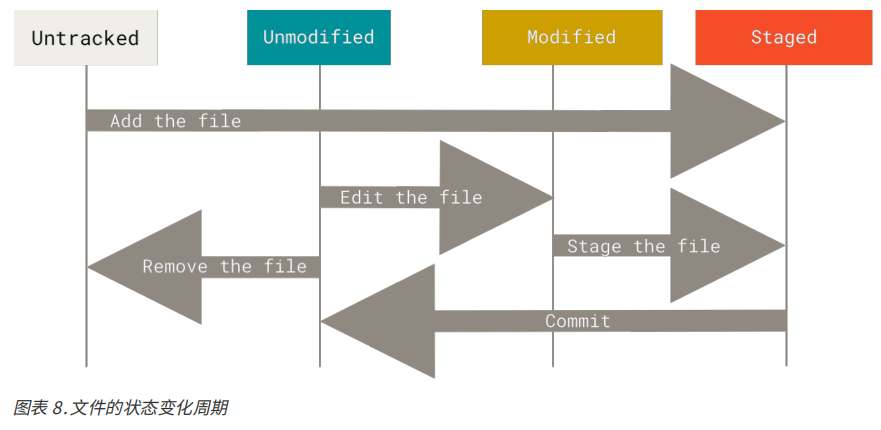 Untracked
Unmodified
Modified
Staged
Add the file
Edit the file
Stage the file
Remove the file
Commit
图表 8.文件的状态变化周期